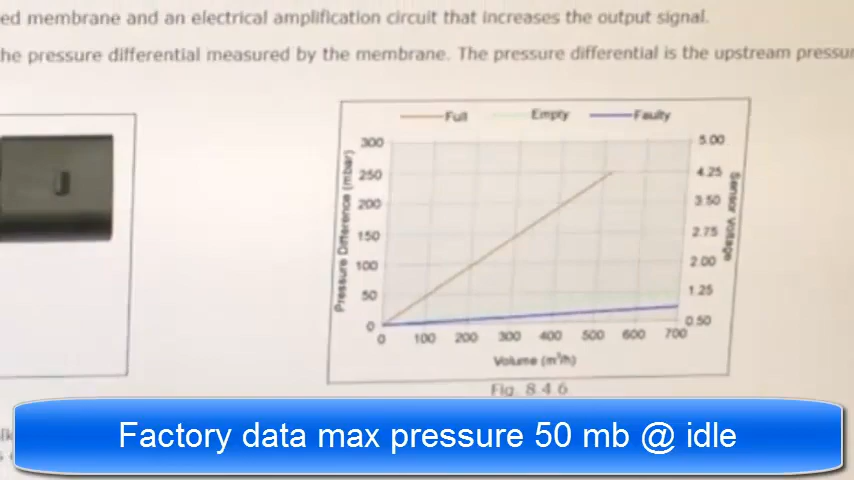 ed membrane and an electrical amplification circuit that increases the output signal.
he pressure differential measured by the membrane. The pressure differential is the upstream pressur
Full Empty Faulty
300 5.00
250 4.25
200 3.50
150 2.75
100 2.00
50 1.25
0 0.50
0 100 200 300 400 500 600 700
Pressure Difference (mbar)
Sensor Voltage
Volume (m³/h)
Fig. 8.4.6
Factory data max pressure 50 mb @ idle